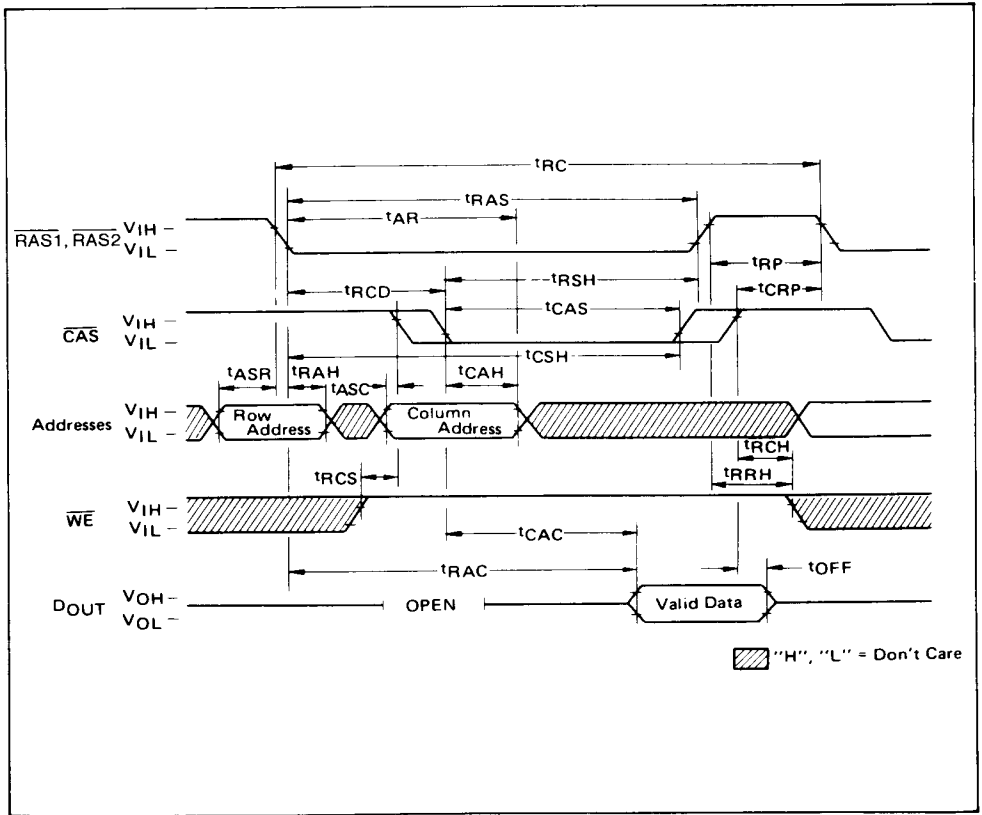 tRC
tRAS
tAR
RAS1, RAS2 VIH
VIL
tRP
tRSH
tRCD
tCRP
tCAS
CAS VIH
VIL
tCSH
tASR tRAH tASC tCAH
Addresses VIH
VIL
Row Address
Column Address
tRCH
tRRH
tRCS
WE VIH
VIL
tCAC
tRAC
tOFF
DOUT VOH
VOL
OPEN
Valid Data
"H", "L" = Don't Care